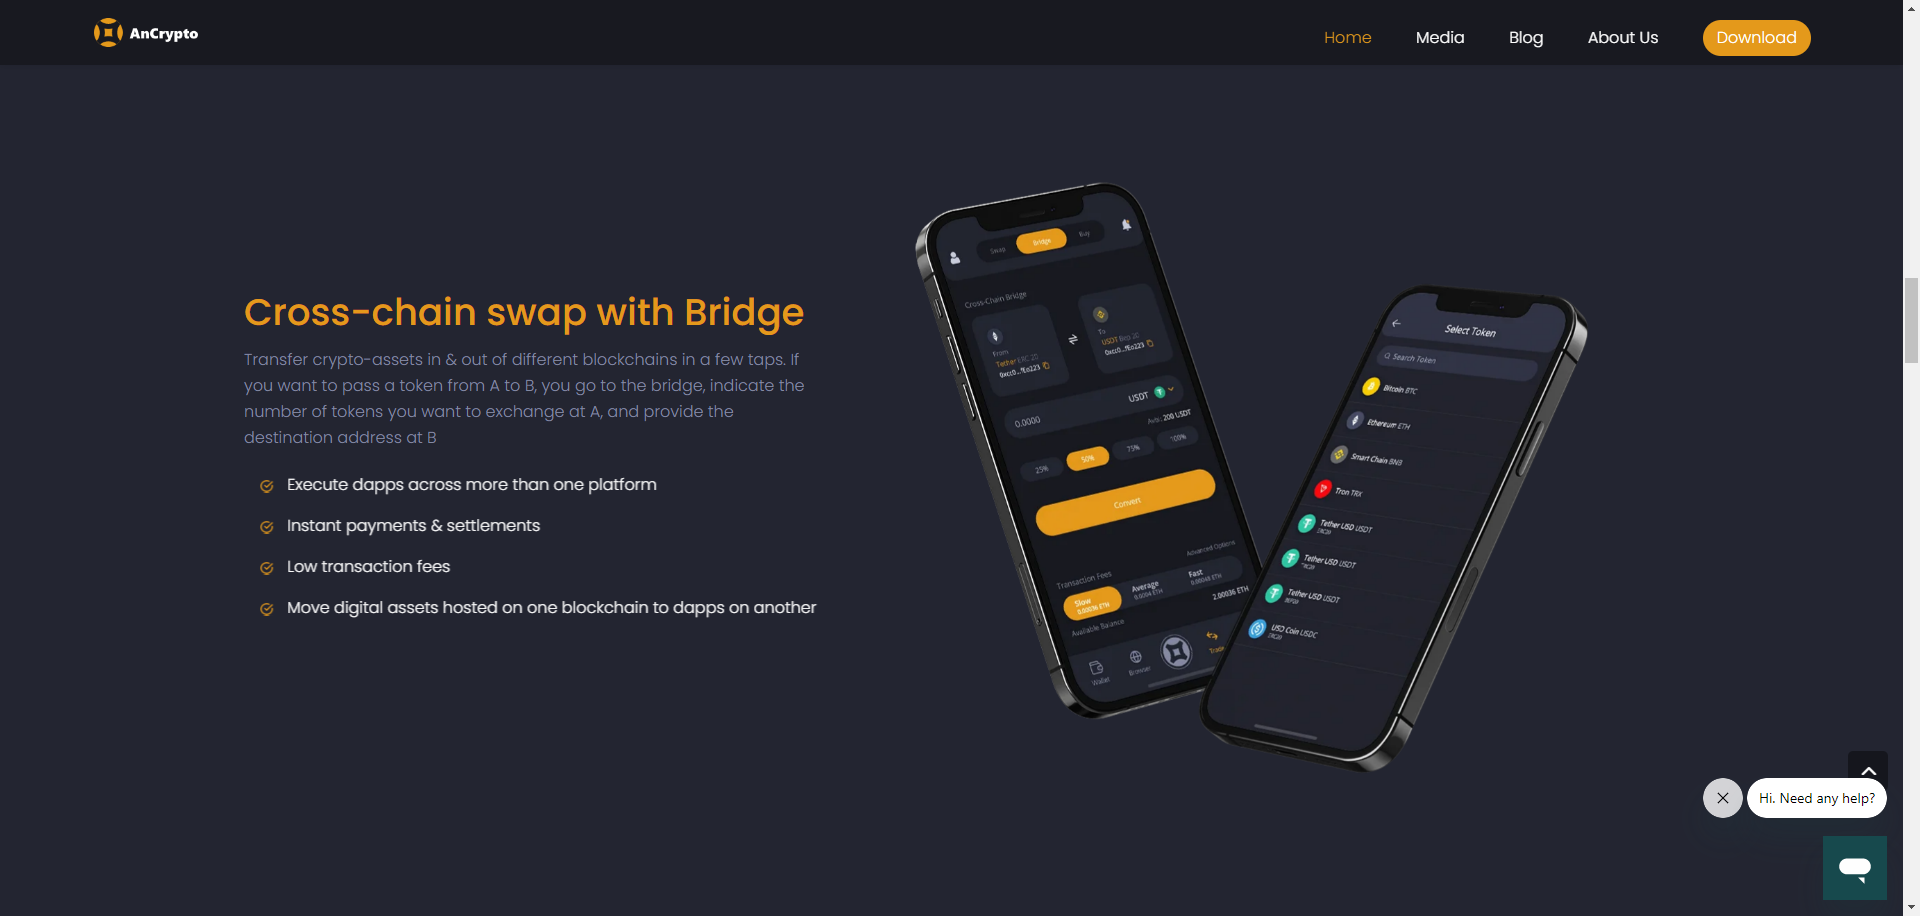 AnCrypto
Home
Media
Blog
About Us
Download
Cross-chain swap with Bridge
Transfer crypto-assets in & out of different blockchains in a few taps. If
you want to pass a token from A to B, you go to the bridge, indicate the
number of tokens you want to exchange at A, and provide the
destination address at B
Execute dapps across more than one platform
Instant payments & settlements
Low transaction fees
Move digital assets hosted on one blockchain to dapps on another
Swap
Bridge
Buy
Cross-Chain Bridge
From
Tether ERC 20
0xcc0...fEo223
To
USDT Bep 20
0xcc0...fEo223
0.0000
USDT
200 USDT
25%
50%
75%
100%
Convert
Advanced Options
Transaction Fees
Slow
0.00036 ETH
Average
0.0004 ETH
Fast
0.00048 ETH
Available Balance
2.00036 ETH
Wallet
Browser
Trade
Select Token
Search Token
Bitcoin BTC
Ethereum ETH
Smart Chain BNB
Tron TRX
Tether USD USDT
Tether USD USDT
Tether USD USDT
USD Coin USDC
Hi. Need any help?